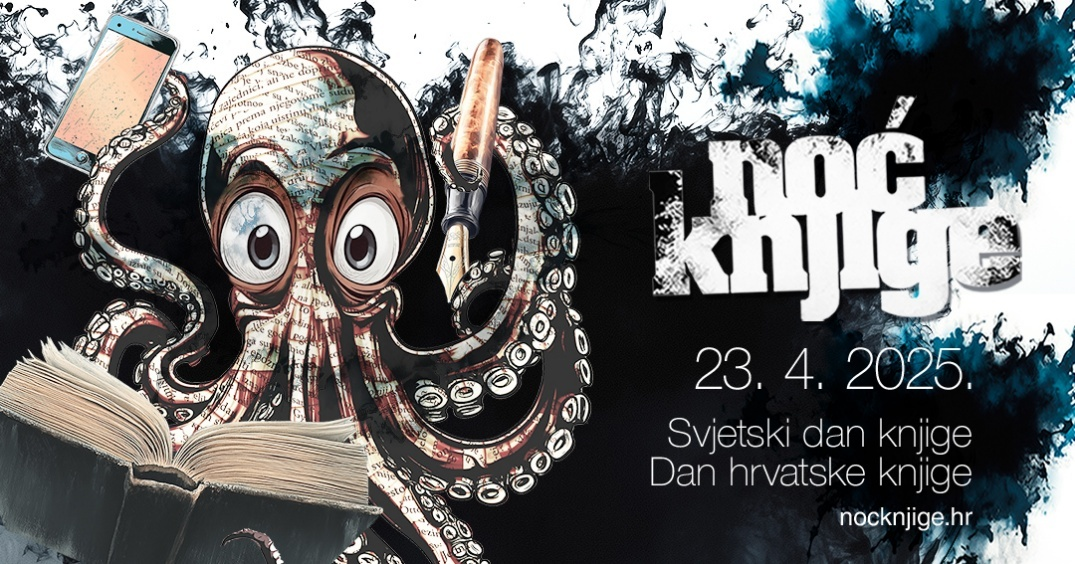 noć
knjige
23. 4. 2025.
Svjetski dan knjige
Dan hrvatske knjige
nocknjige.hr